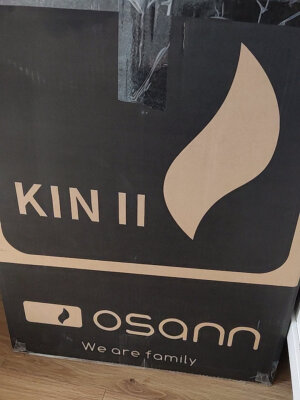 KIN II
osann
We are family